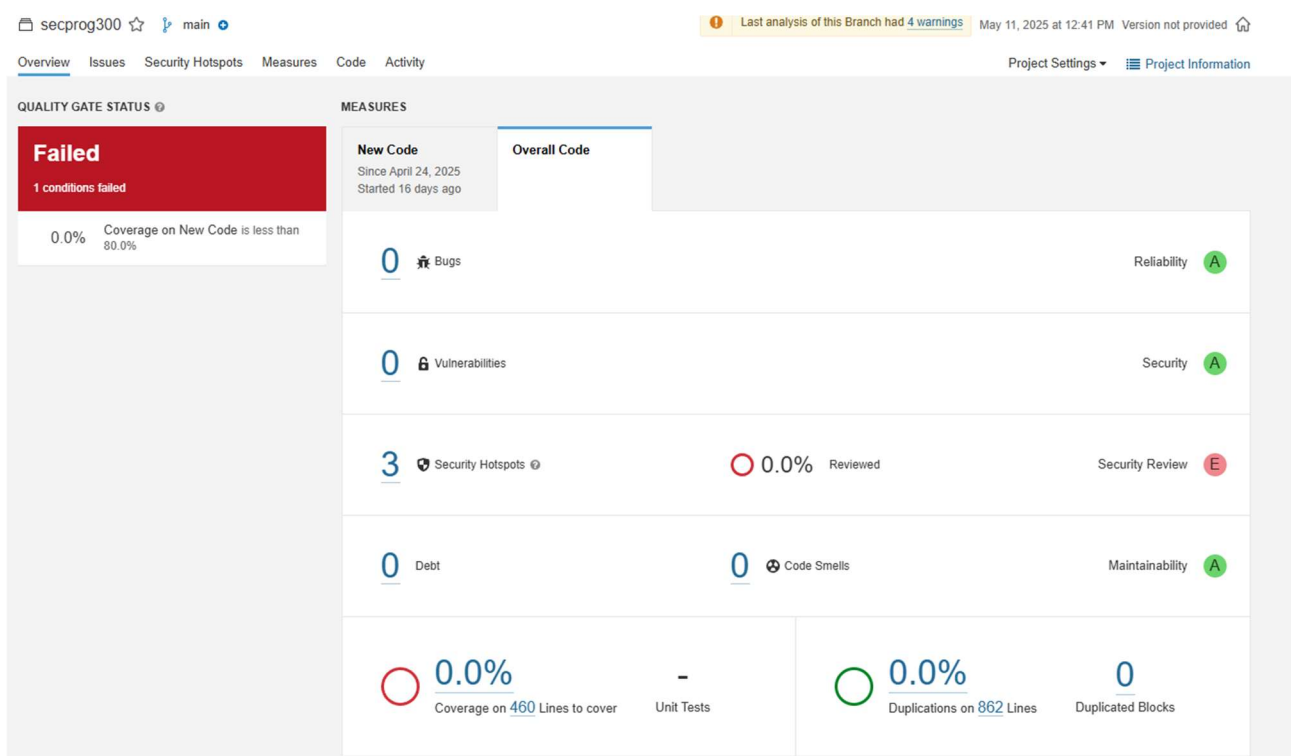 secprog300 main
Last analysis of this Branch had 4 warnings May 11, 2025 at 12:41 PM Version not provided
Overview Issues Security Hotspots Measures Code Activity
Project Settings Project Information
QUALITY GATE STATUS ?
Failed
1 conditions failed
0.0% Coverage on New Code is less than
80.0%
MEASURES
New Code
Since April 24, 2025
Started 16 days ago
Overall Code
0 Bugs Reliability A
0 Vulnerabilities Security A
3 Security Hotspots ? 0.0% Reviewed Security Review E
0 Debt 0 Code Smells Maintainability A
0.0%
Coverage on 460 Lines to cover
-
Unit Tests
0.0%
Duplications on 862 Lines
0
Duplicated Blocks